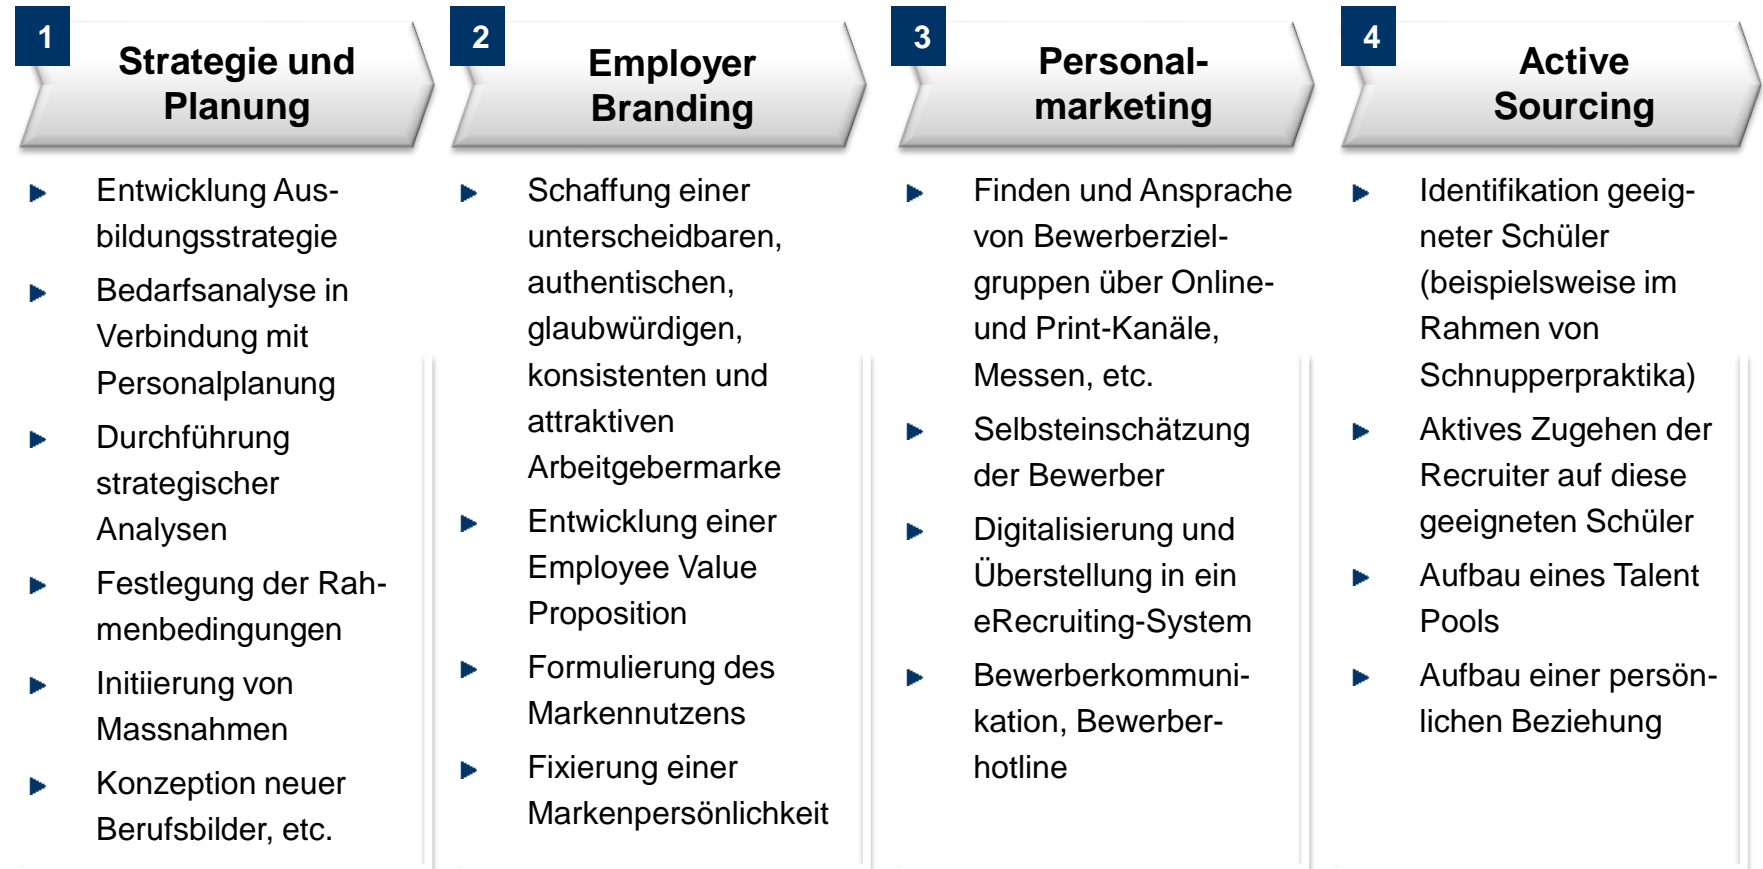 1
Strategie und
Planung
Entwicklung Aus-
bildungsstrategie
Bedarfsanalyse in
Verbindung mit
Personalplanung
Durchführung
strategischer
Analysen
Festlegung der Rah-
menbedingungen
Initiierung von
Massnahmen
Konzeption neuer
Berufsbilder, etc.
2
Employer
Branding
Schaffung einer
unterscheidbaren,
authentischen,
glaubwürdigen,
konsistenten und
attraktiven
Arbeitgebermarke
Entwicklung einer
Employee Value
Proposition
Formulierung des
Markennutzens
Fixierung einer
Markenpersönlichkeit
3
Personal-
marketing
Finden und Ansprache
von Bewerberziel-
gruppen über Online-
und Print-Kanäle,
Messen, etc.
Selbsteinschätzung
der Bewerber
Digitalisierung und
Überstellung in ein
eRecruiting-System
Bewerberkommuni-
kation, Bewerber-
hotline
4
Active
Sourcing
Identifikation geeig-
neter Schüler
(beispielsweise im
Rahmen von
Schnupperpraktika)
Aktives Zugehen der
Recruiter auf diese
geeigneten Schüler
Aufbau eines Talent
Pools
Aufbau einer persön-
lichen Beziehung